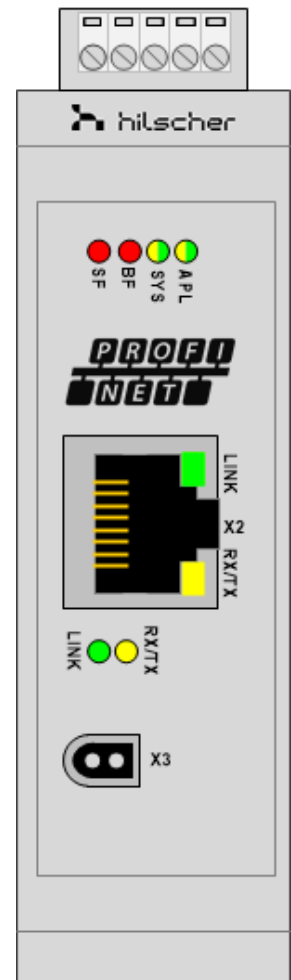 hilscher
SF BF SYS APL
PROFI
NET
LINK
X2
RX/TX
LINK RX/TX
X3